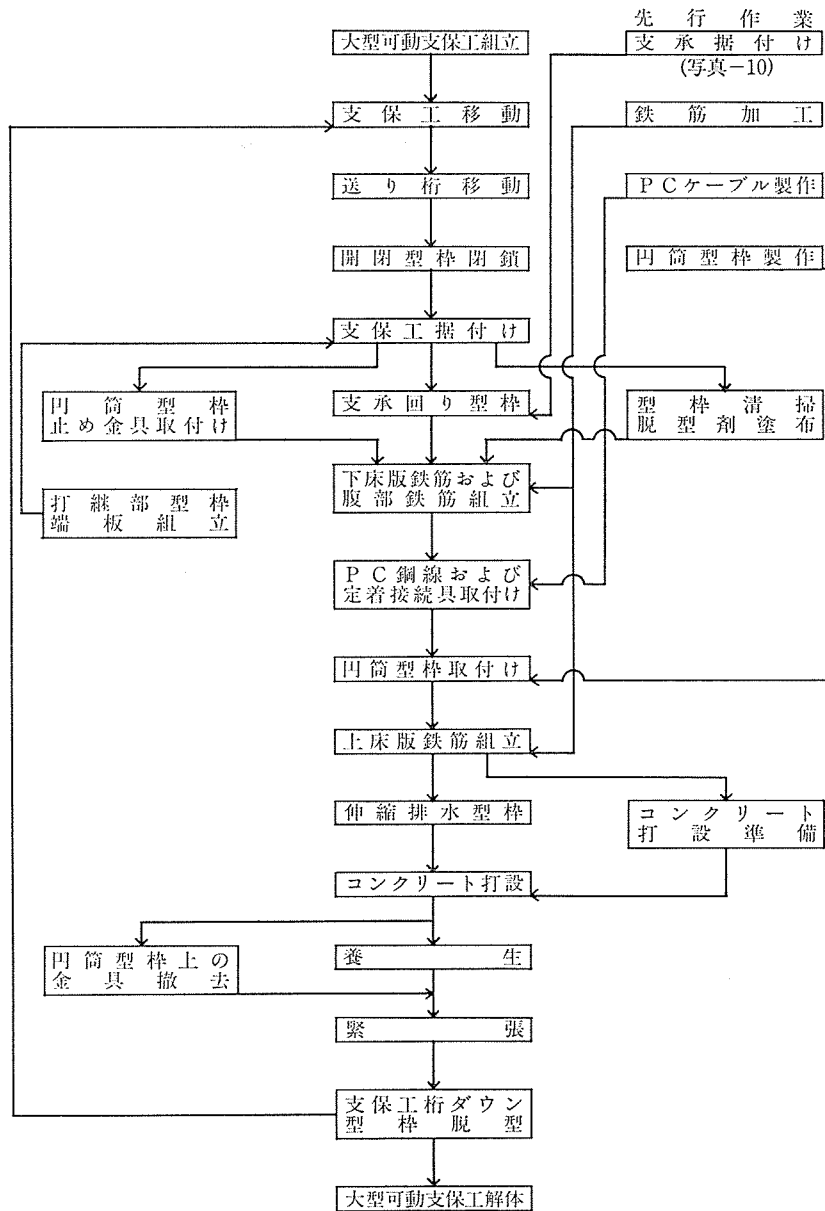 先行作業
大型可動支保工組立
支承据付け
(写真-10)
支保工移動
鉄筋加工
送り桁移動
PCケーブル製作
開閉型枠閉鎖
円筒型枠製作
支保工据付け
円筒型枠
止め金具取付け
支承回り型枠
型枠清掃
脱型剤塗布
下床版鉄筋および
腹部鉄筋組立
打継部型枠
端板組立
PC鋼線および
定着接続具取付け
円筒型枠取付け
上床版鉄筋組立
伸縮排水型枠
コンクリート
打設準備
コンクリート打設
円筒型枠上の
金具撤去
養生
緊張
支保工桁ダウン
型枠脱型
大型可動支保工解体